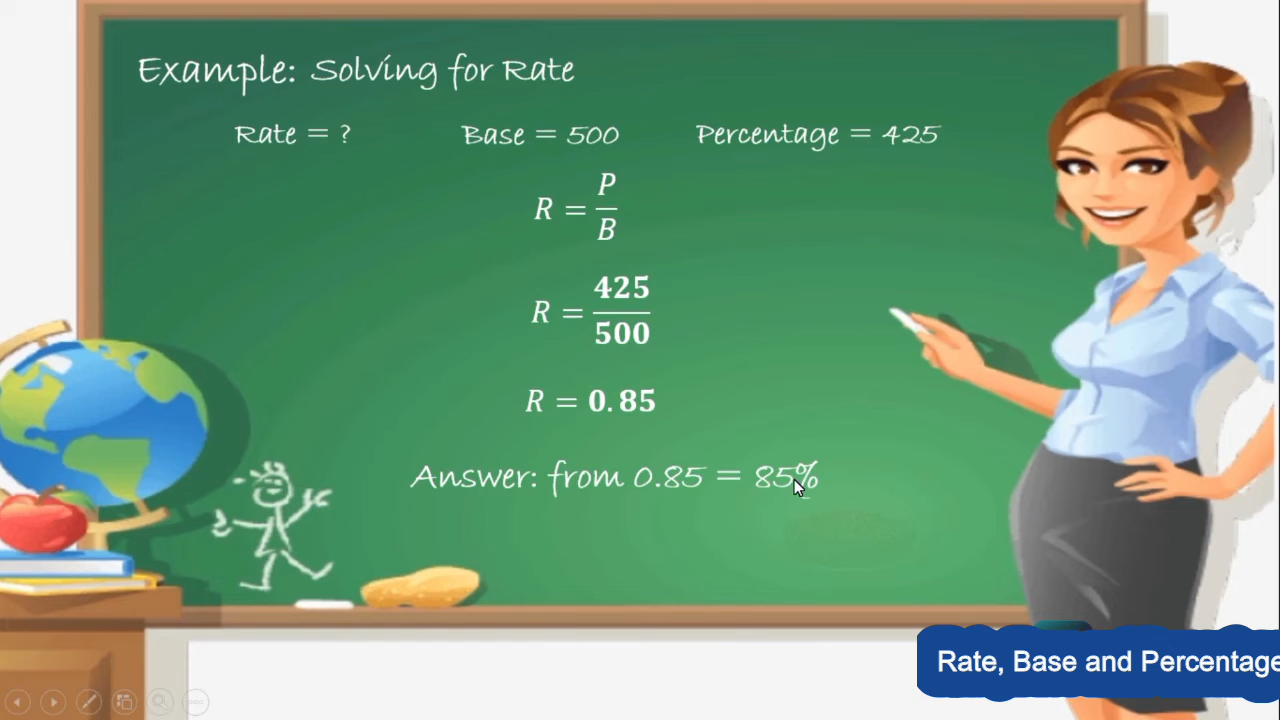 Example: Solving for Rate
Rate = ? Base = 500 Percentage = 425
R = P/B
R = 425/500
R = 0.85
Answer: from 0.85 = 85%
Rate, Base and Percentage